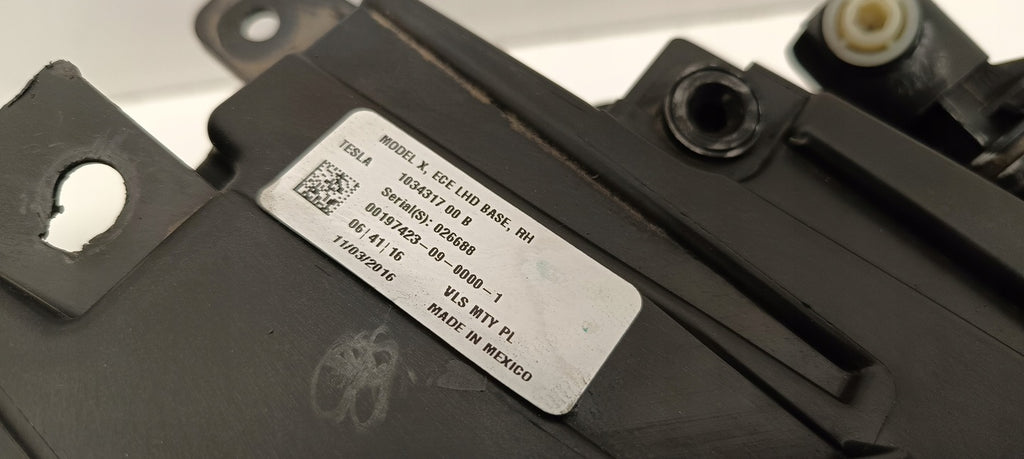 TESLA
MODEL X, ECE LHD BASE, RH
1034317 00 B
Serial(S): 026688
00197423-09-0000-1
06|41|16
11/03/2016
VLS MTY PL
MADE IN MEXICO